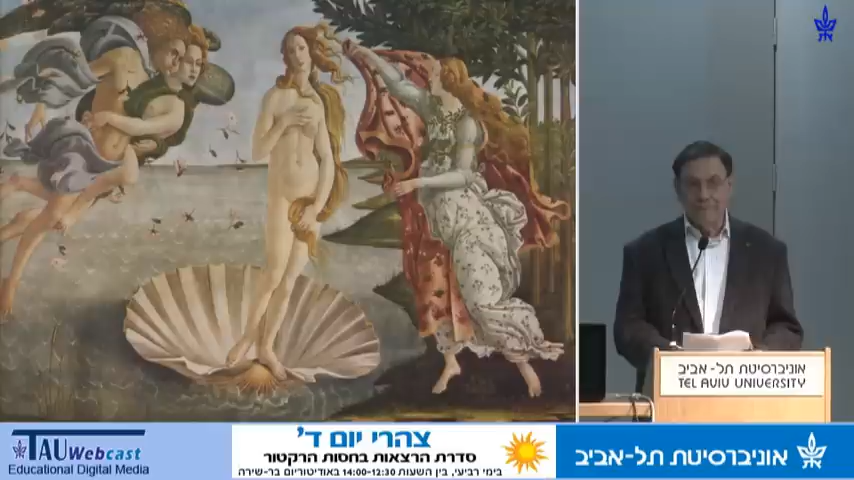 אוניברסיטת תל-אביב
TEL AVIV UNIVERSITY
TAU Webcast
Educational Digital Media
צהרי יום ד'
סדרת הרצאות בחסות הרקטור
בימי רביעי, בין השעות 14:00-12:30 באודיטוריום בר-שירה
אוניברסיטת תל-אביב